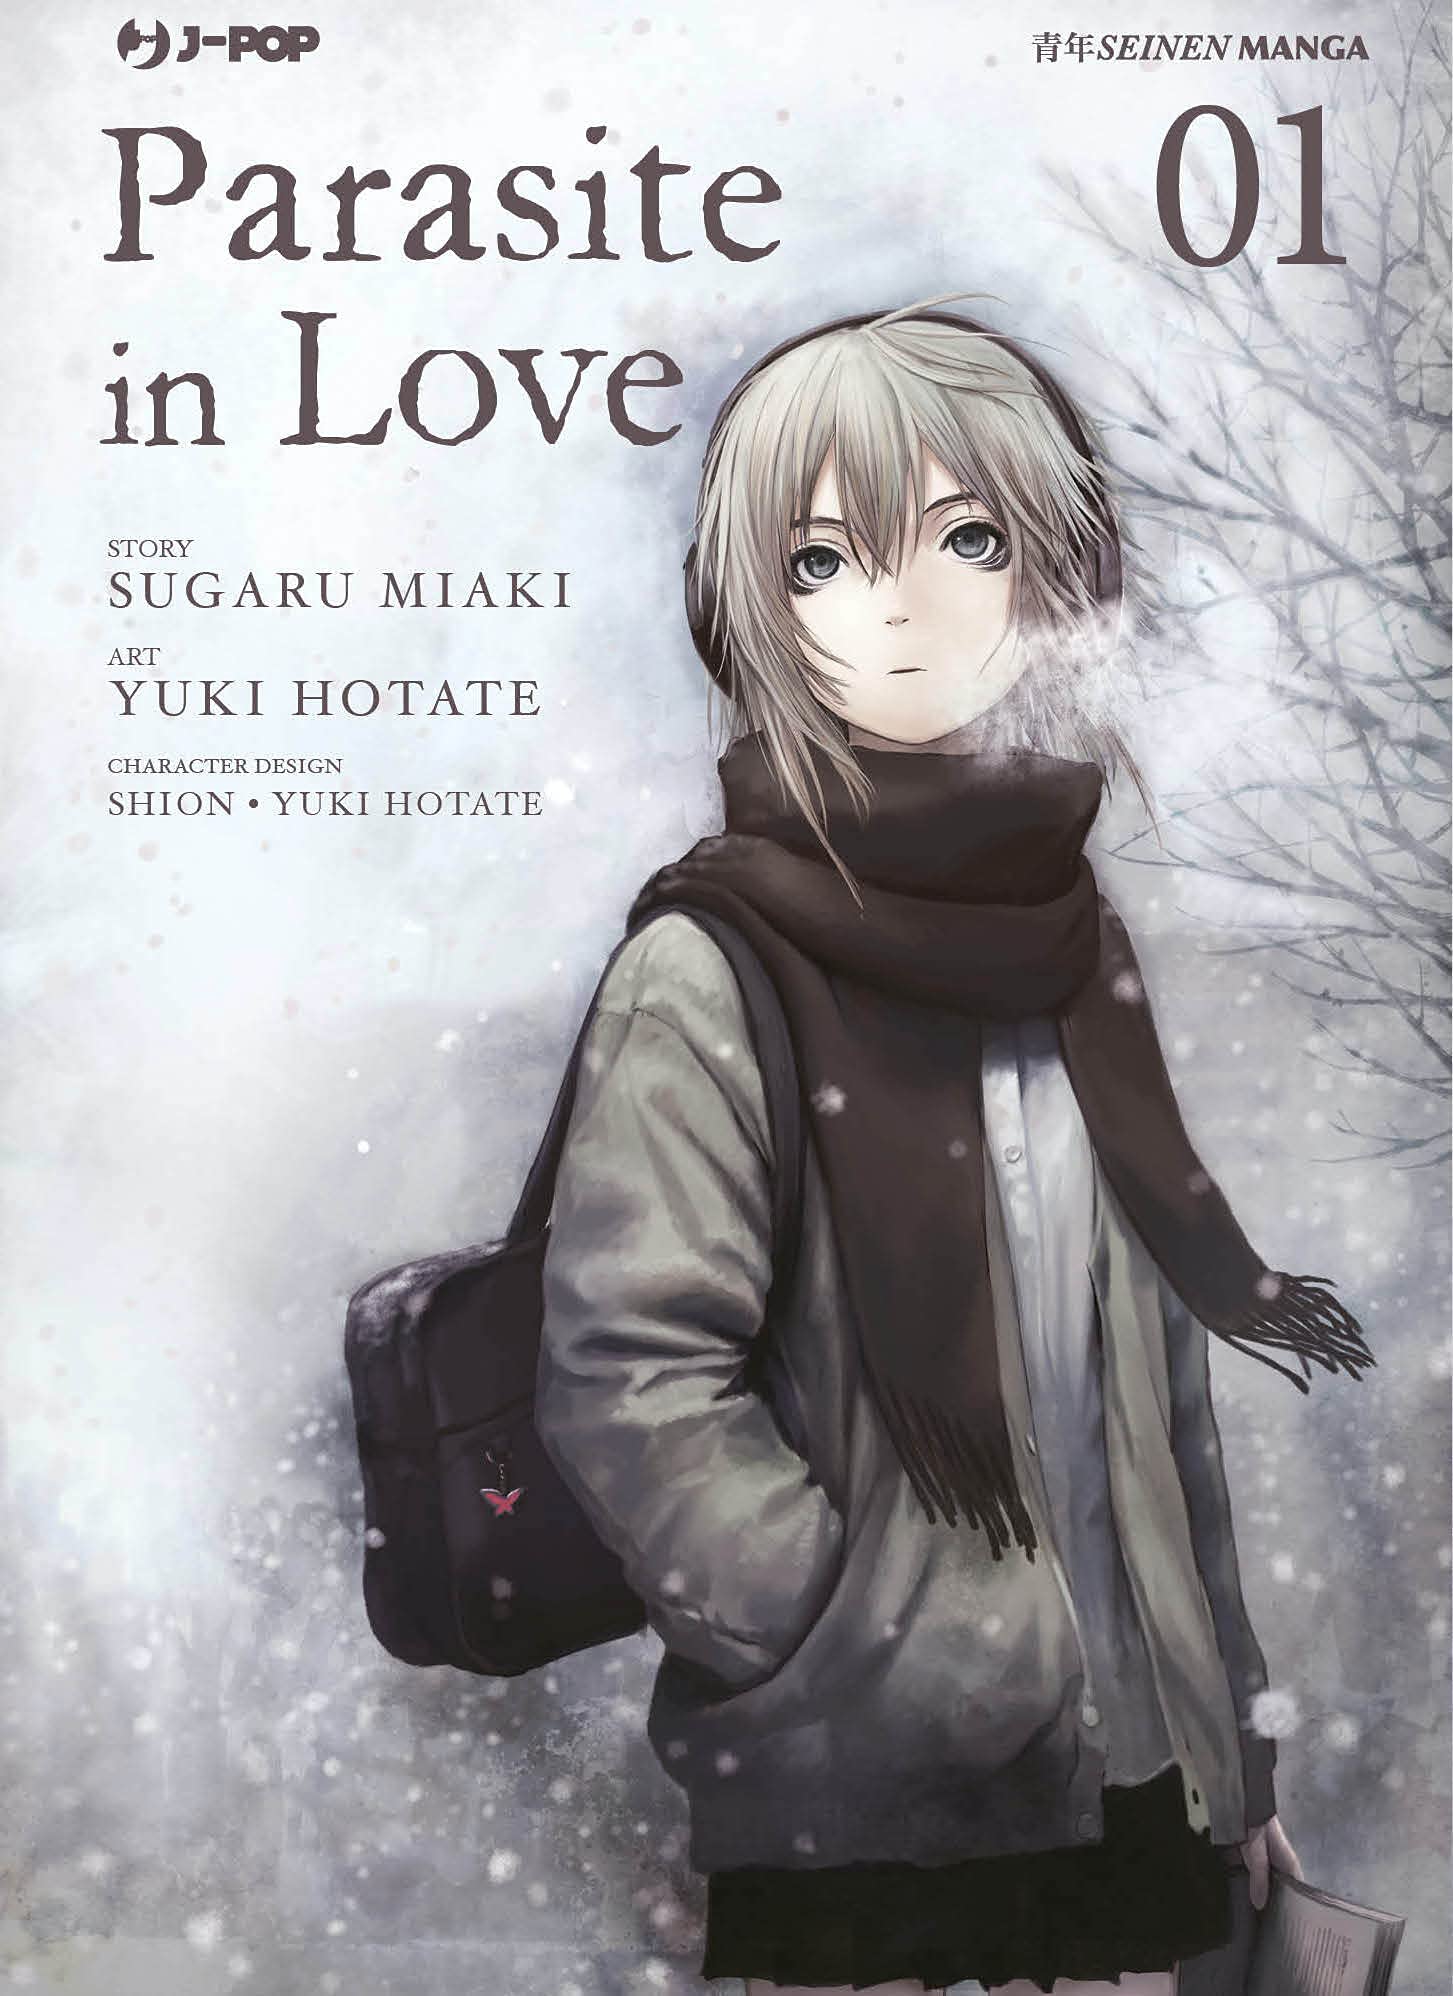 J-POP
青年SEINEN MANGA
Parasite
in Love
01
STORY
SUGARU MIAKI
ART
YUKI HOTATE
CHARACTER DESIGN
SHION • YUKI HOTATE